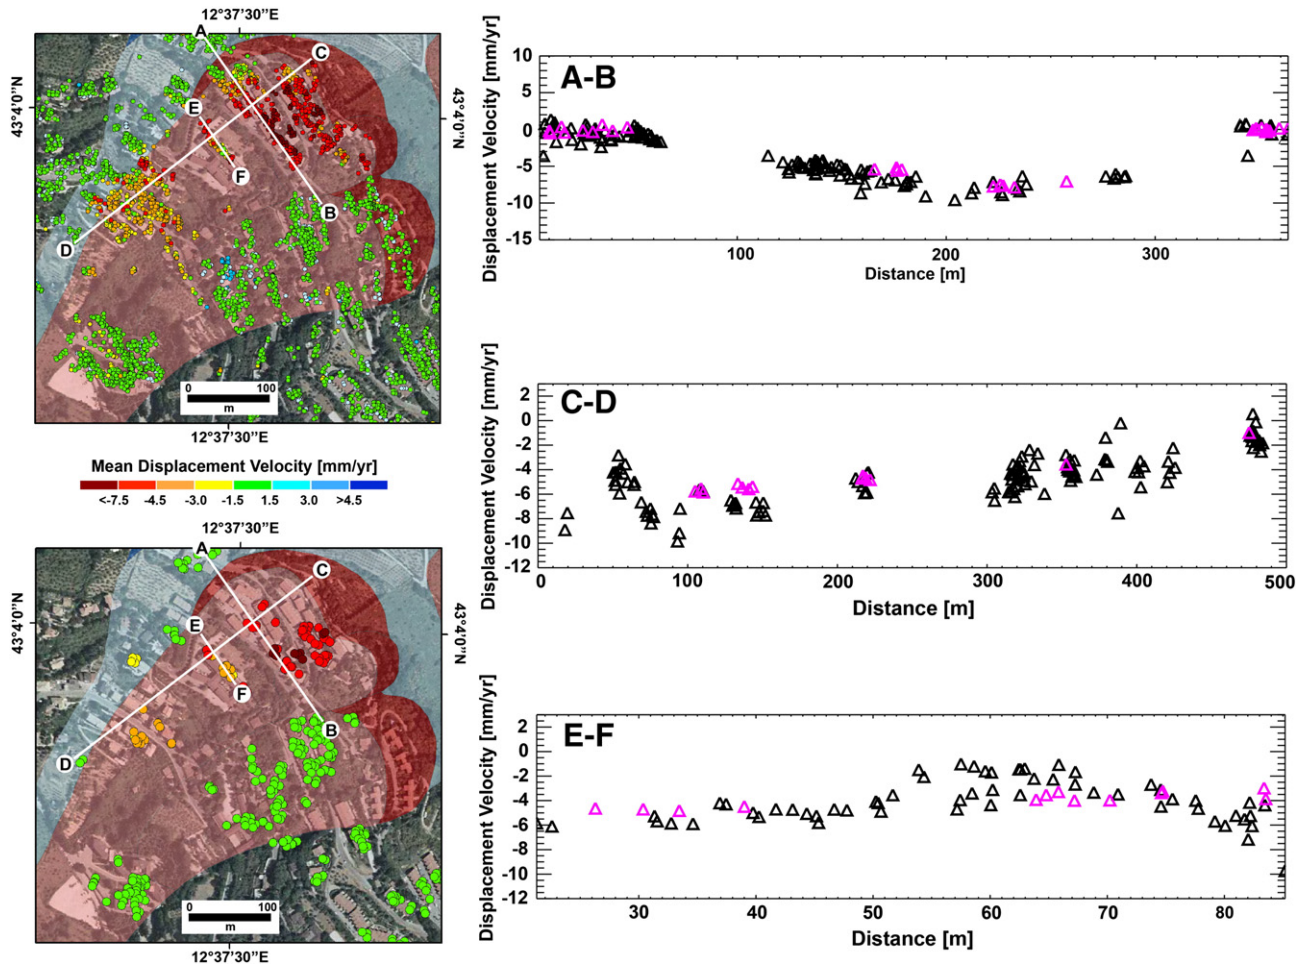 12°37'30"E
A
C
E
F
B
D
43°4'0"N
43°4'0"N
0 100
m
12°37'30"E
Mean Displacement Velocity [mm/yr]
<-7.5 -4.5 -3.0 -1.5 1.5 3.0 >4.5
12°37'30"E
A
C
E
F
B
D
43°4'0"N
43°4'0"N
0 100
m
12°37'30"E
A-B
Displacement Velocity [mm/yr]
10
5
0
-5
-10
-15
100 200 300
Distance [m]
C-D
Displacement Velocity [mm/yr]
2
0
-2
-4
-6
-8
-10
-12
0 100 200 300 400 500
Distance [m]
E-F
Displacement Velocity [mm/yr]
2
0
-2
-4
-6
-8
-10
-12
30 40 50 60 70 80
Distance [m]